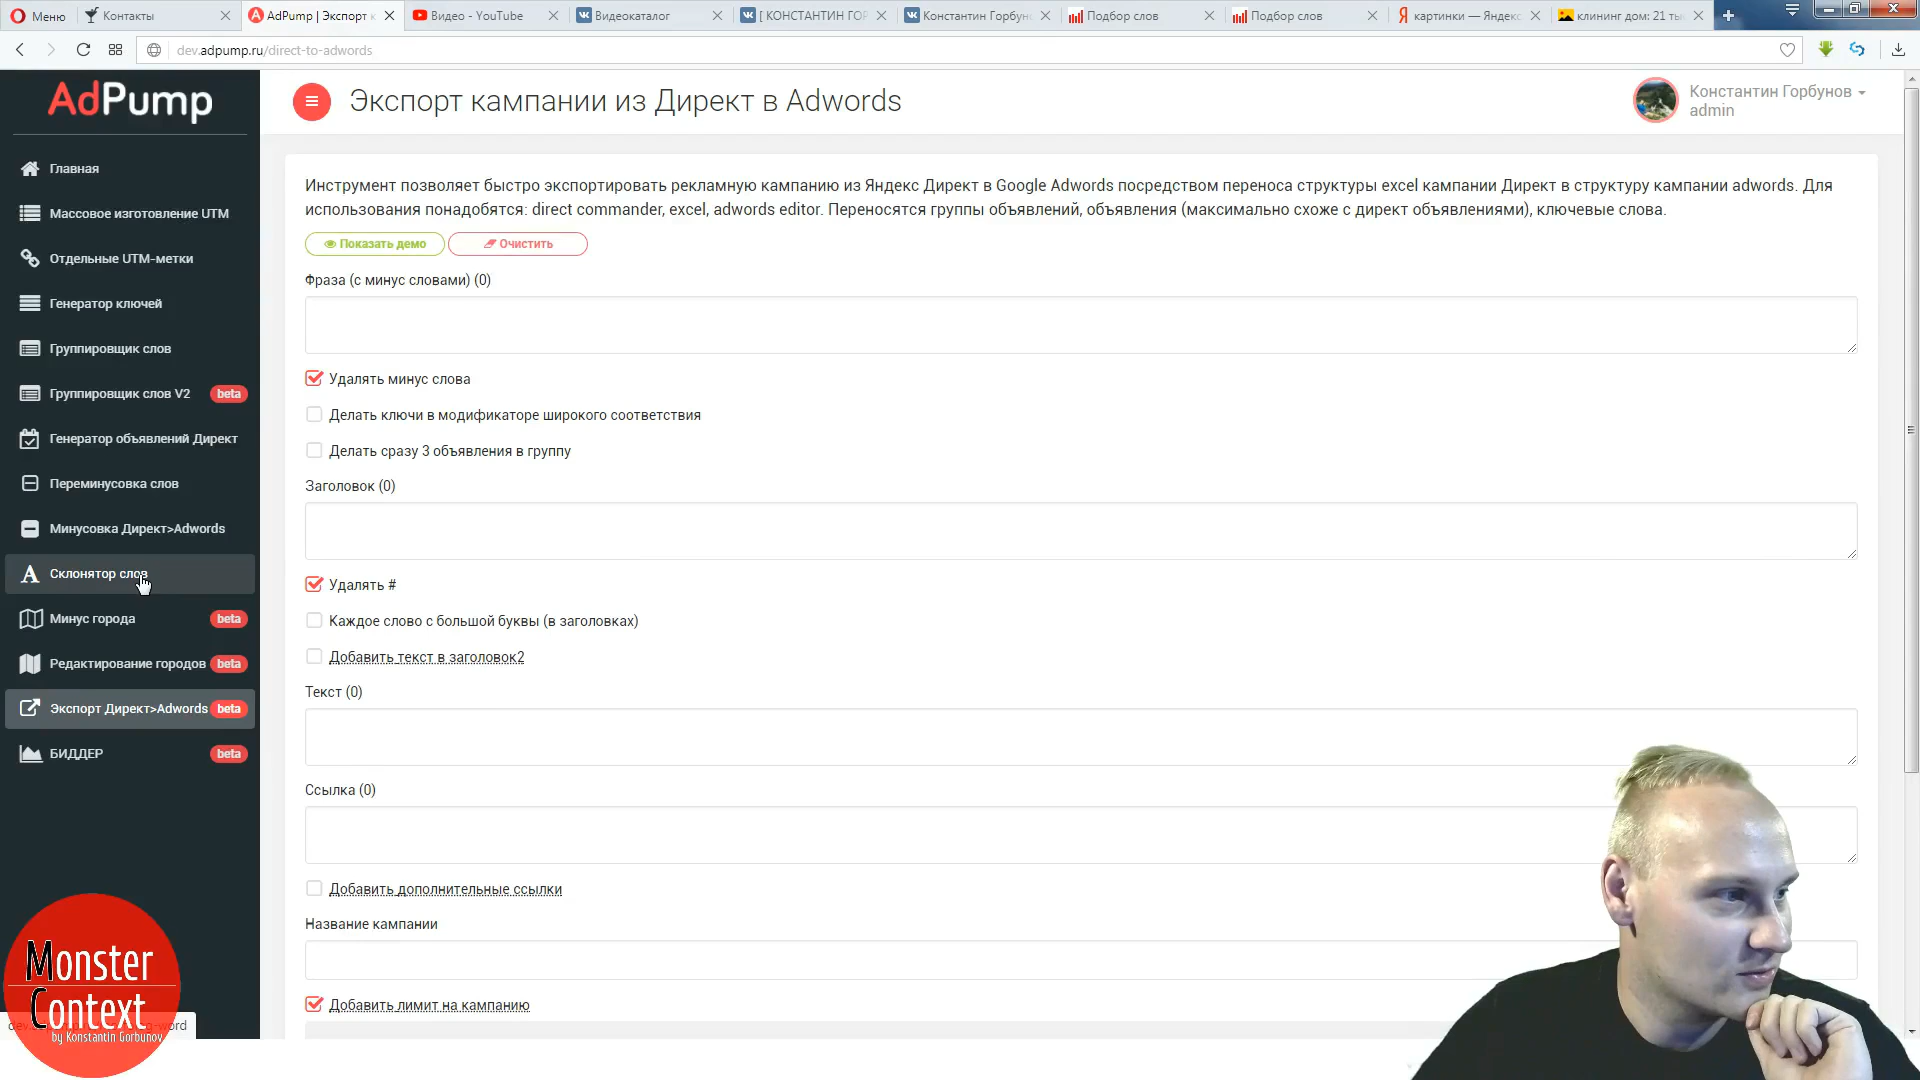 Меню
Контакты
AdPump | Экспорт к
Видео - YouTube
Видеокаталог
[ КОНСТАНТИН ГОР
Константин Горбун
Подбор слов
Подбор слов
картинки — Яндекс
клининг дом: 21 ты
dev.adpump.ru/direct-to-adwords
AdPump
Экспорт кампании из Директ в Adwords
Константин Горбунов
admin
Главная
Массовое изготовление UTM
Отдельные UTM-метки
Генератор ключей
Группировщик слов
Группировщик слов V2 beta
Генератор объявлений Директ
Переминусовка слов
Минусовка Директ>Adwords
Склонятор слов
Минус города beta
Редактирование городов beta
Экспорт Директ>Adwords beta
БИДДЕР beta
Инструмент позволяет быстро экспортировать рекламную кампанию из Яндекс Директ в Google Adwords посредством переноса структуры excel кампании Директ в структуру кампании adwords. Для
использования понадобятся: direct commander, excel, adwords editor. Переносятся группы объявлений, объявления (максимально схоже с директ объявлениями), ключевые слова.
Показать демо
Очистить
Фраза (с минус словами) (0)
Удалять минус слова
Делать ключи в модификаторе широкого соответствия
Делать сразу 3 объявления в группу
Заголовок (0)
Удалять #
Каждое слово с большой буквы (в заголовках)
Добавить текст в заголовок2
Текст (0)
Ссылка (0)
Добавить дополнительные ссылки
Название кампании
Добавить лимит на кампанию
Monster
Context
by Konstantin Gorbunov